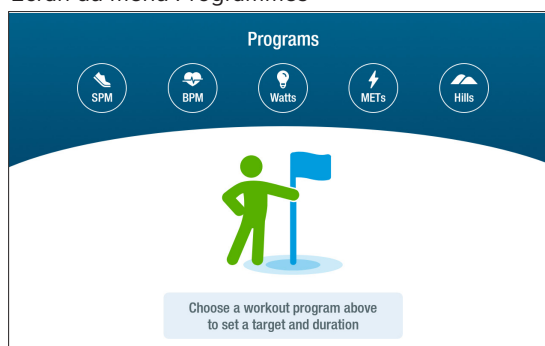 Écran du menu Programmes
Programs
SPM
BPM
Watts
METs
Hills
Choose a workout program above
to set a target and duration